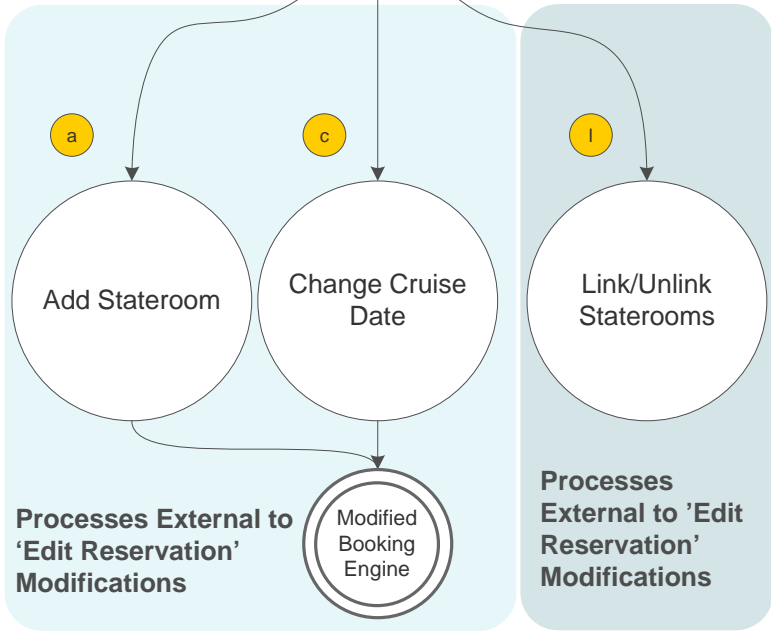 a
c
l
Add Stateroom
Change Cruise
Date
Link/Unlink
Staterooms
Processes External to
‘Edit Reservation’
Modifications
Modified
Booking
Engine
Processes
External to ’Edit
Reservation’
Modifications